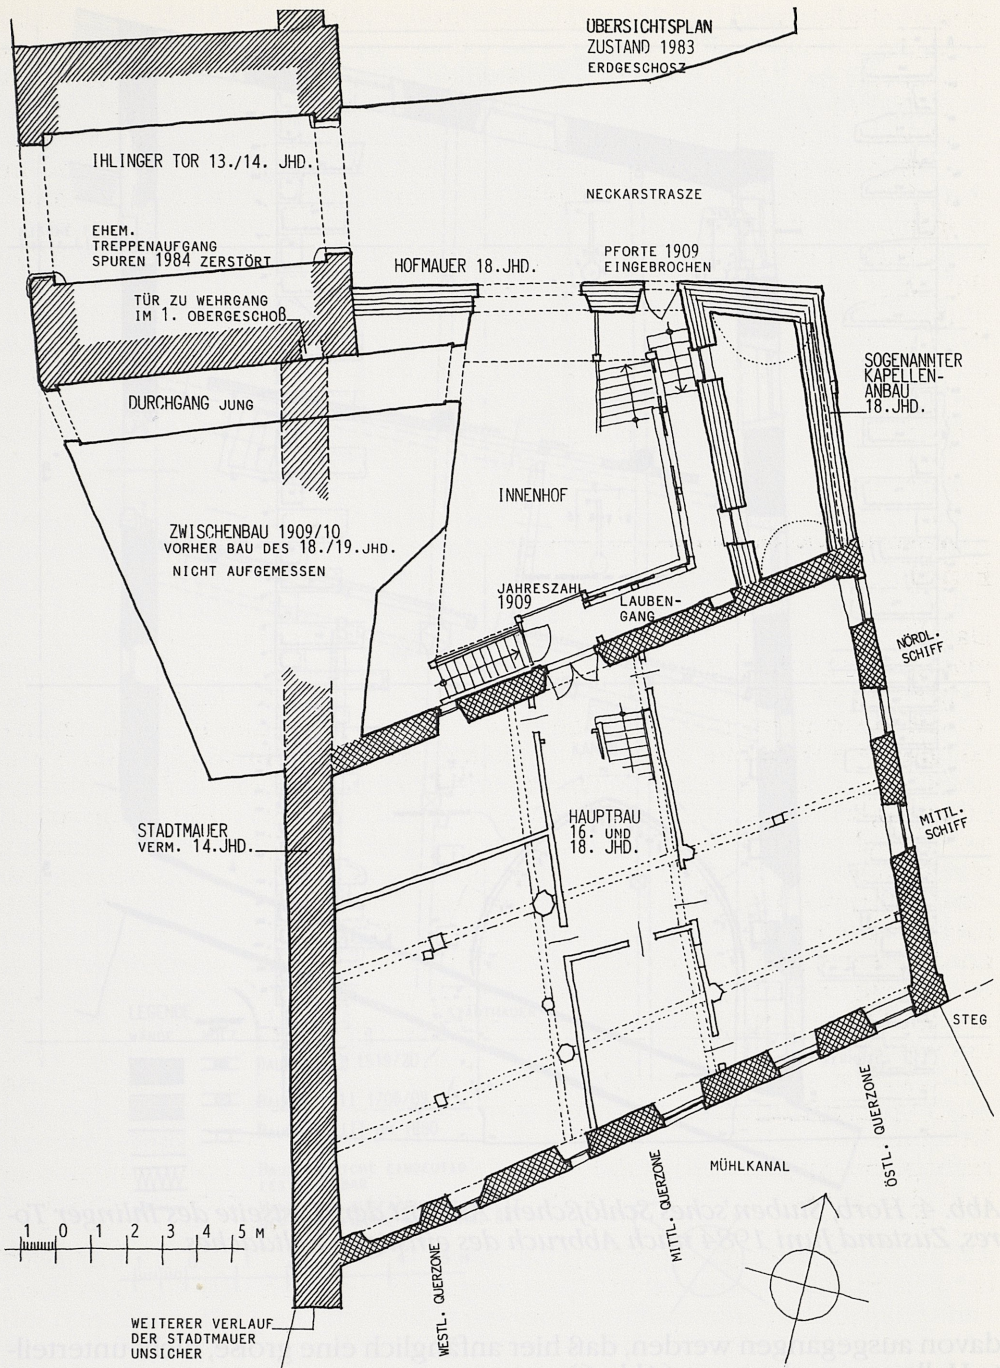 ÜBERSICHTSPLAN
ZUSTAND 1983
ERDGESCHOSZ
IHLINGER TOR 13./14. JHD.
NECKARSTRASZE
EHEM.
TREPPENAUFGANG
SPUREN 1984 ZERSTÖRT
HOFMAUER 18.JHD.
PFORTE 1909
EINGEBROCHEN
TÜR ZU WEHRGANG
IM 1. OBERGESCHOß
SOGENANNTER
KAPELLEN-
ANBAU
18.JHD.
DURCHGANG JUNG
INNENHOF
ZWISCHENBAU 1909/10
VORHER BAU DES 18./19.JHD.
NICHT AUFGEMESSEN
JAHRESZAHL
1909
LAUBEN-
GANG
NÖRDL.
SCHIFF
HAUPTBAU
16. UND
18. JHD.
MITTL.
SCHIFF
STADTMAUER
VERM. 14.JHD.
STEG
ÖSTL. QUERZONE
MÜHLKANAL
MITTL. QUERZONE
WESTL. QUERZONE
1 0 1 2 3 4 5 M
WEITERER VERLAUF
DER STADTMAUER
UNSICHER